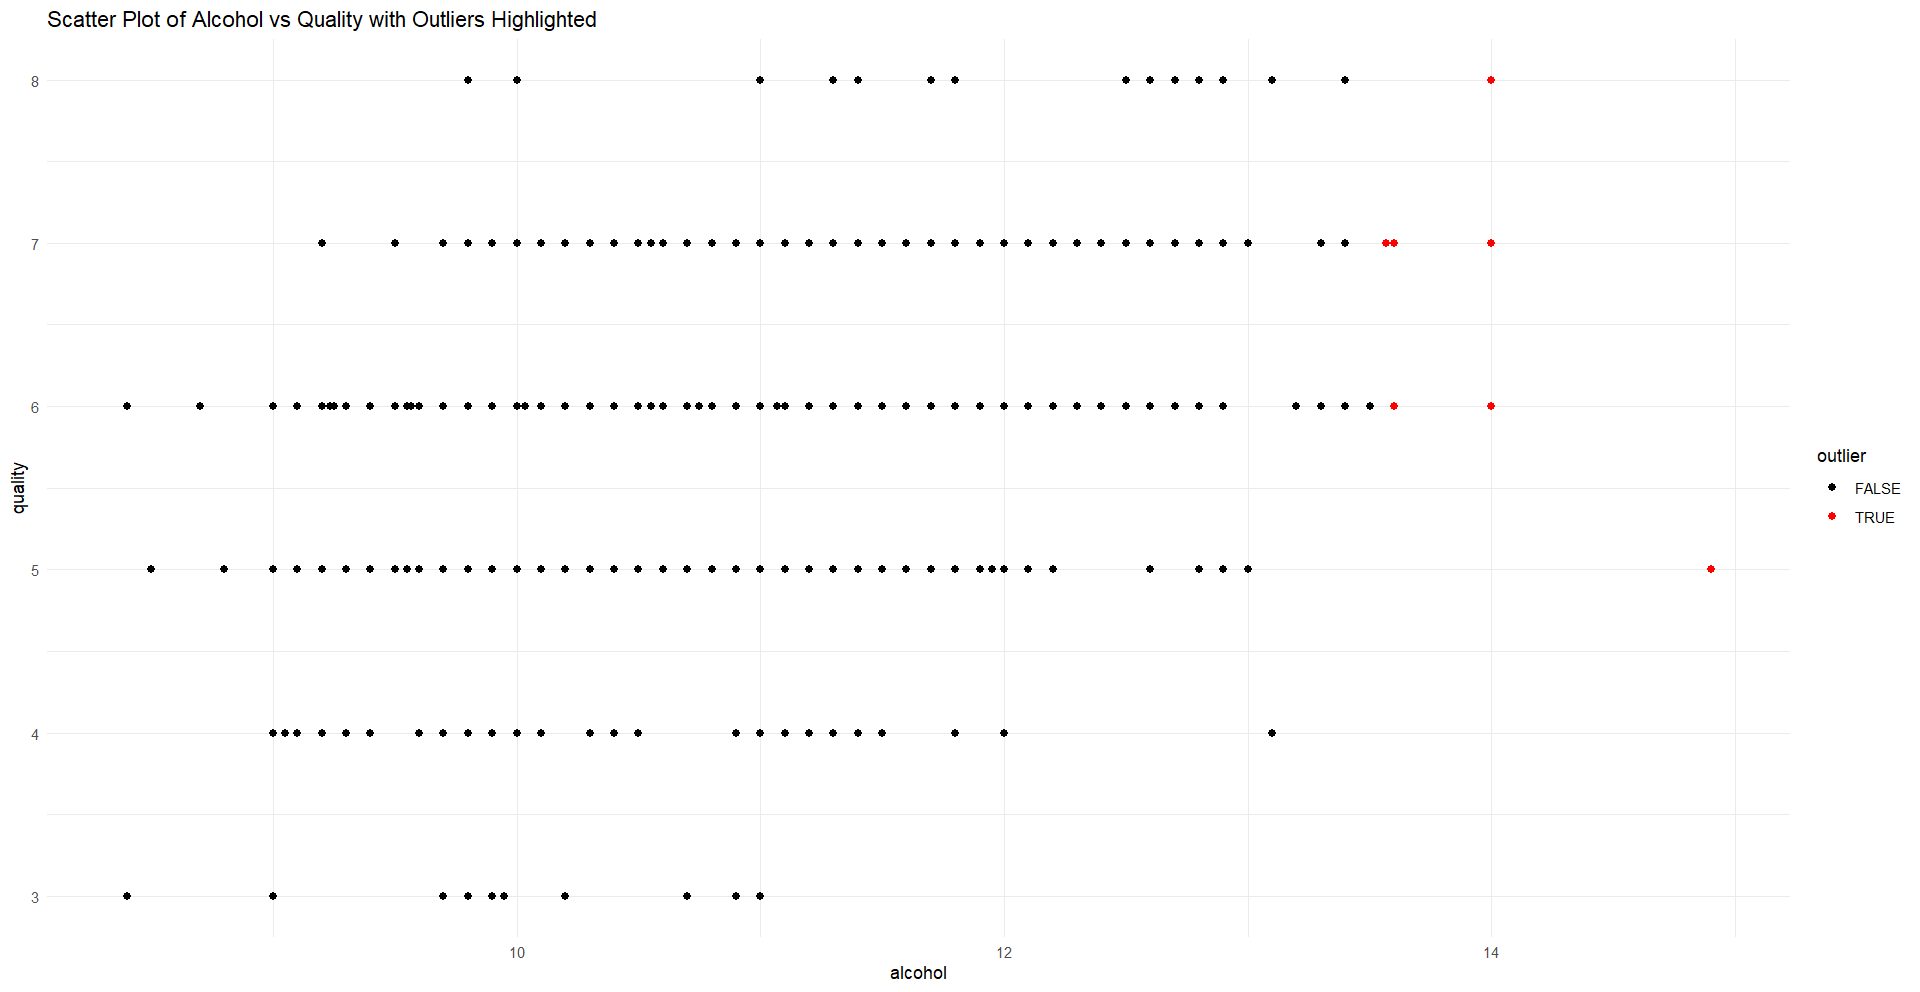 Scatter Plot of Alcohol vs Quality with Outliers Highlighted
8
7
6
5
4
3
quality
10 12 14
alcohol
outlier
FALSE
TRUE